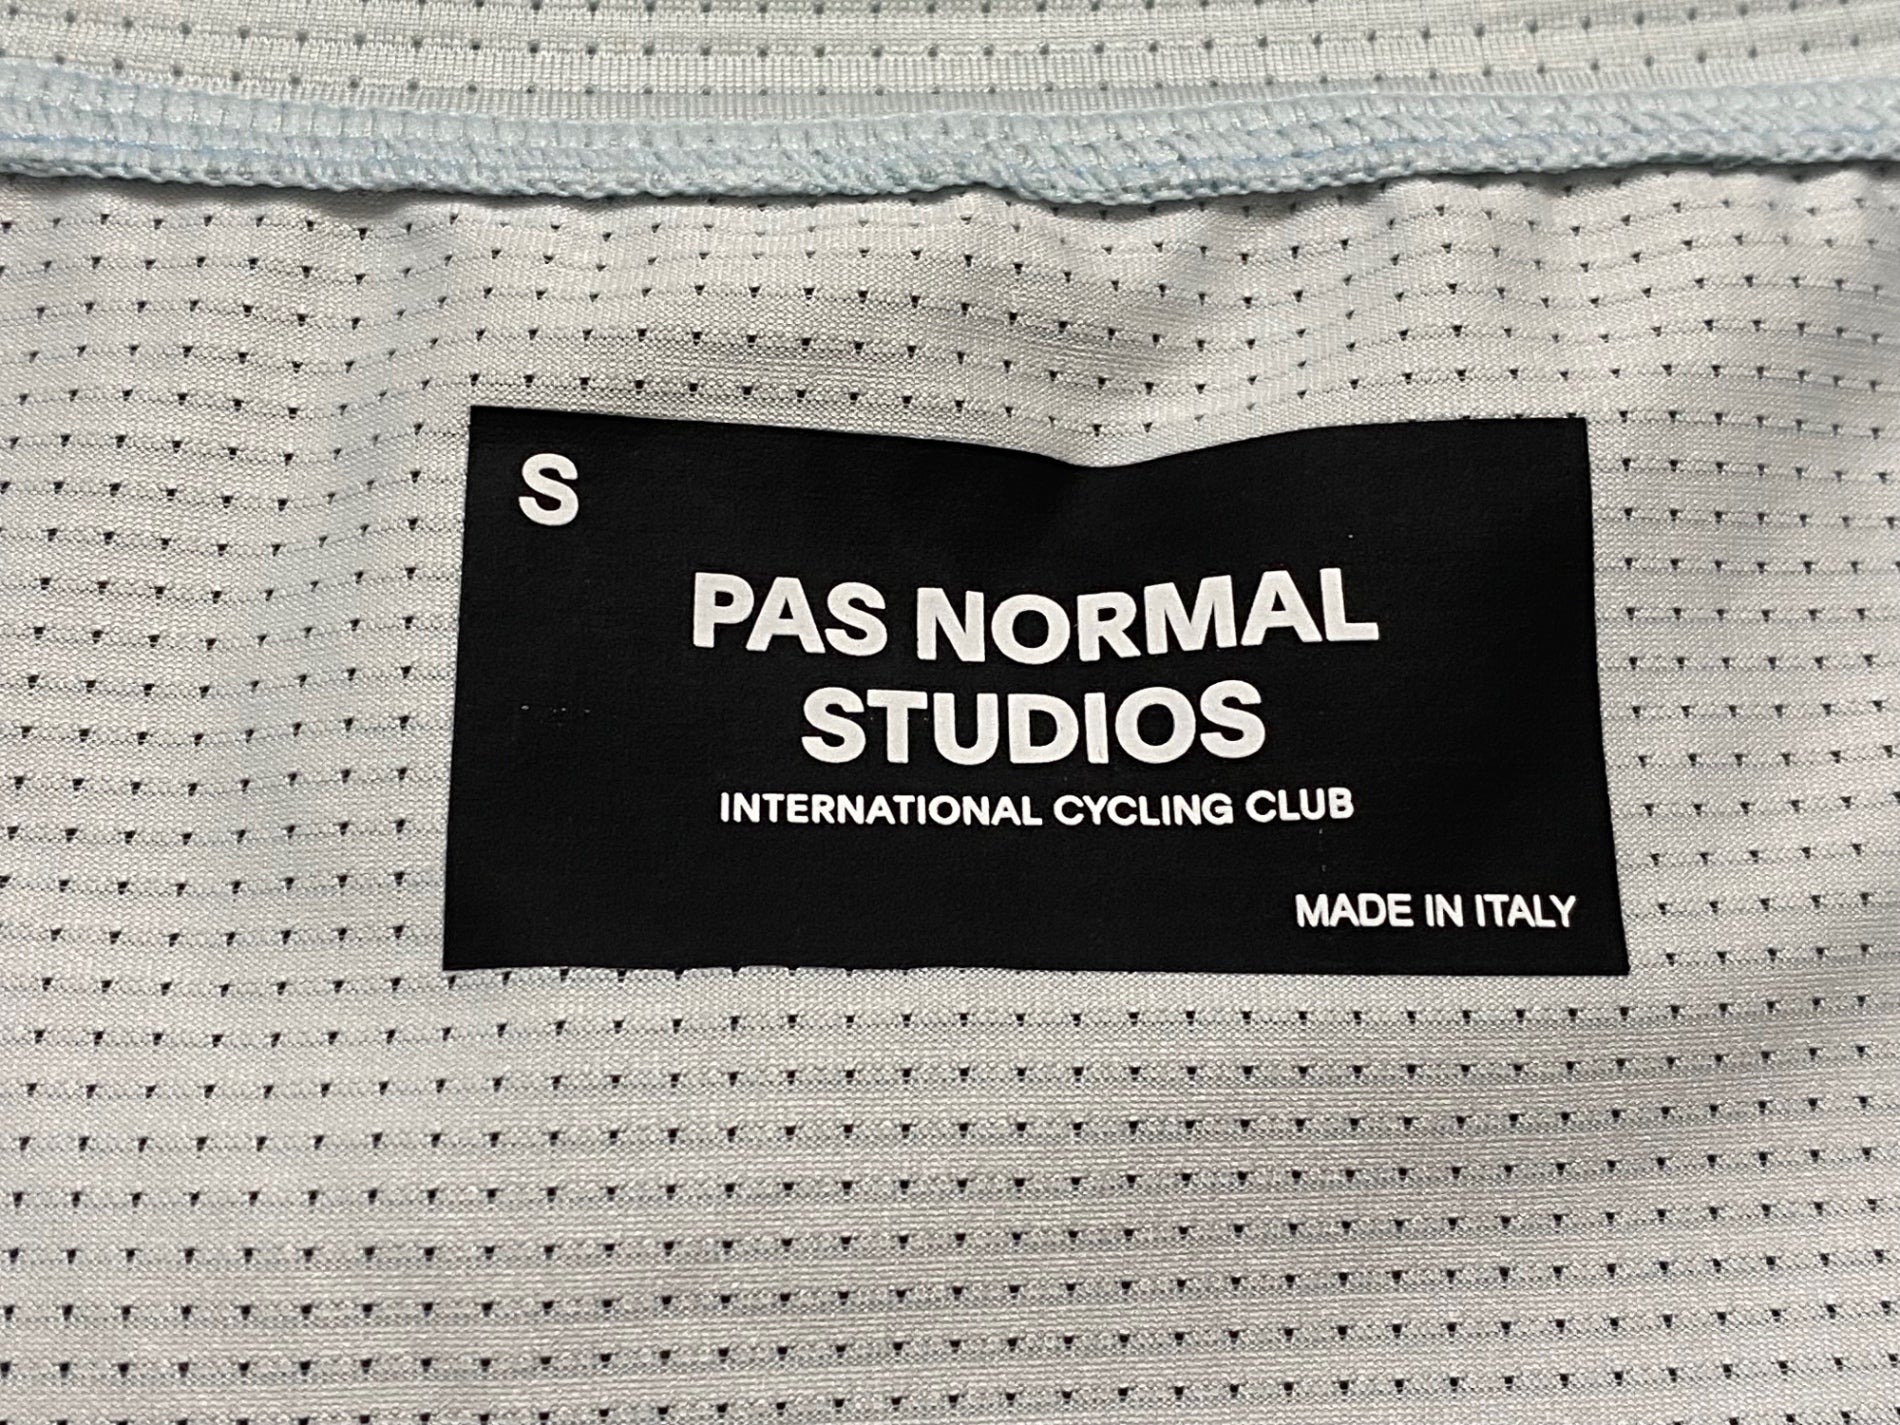 S
PAS NORMAL
STUDIOS
INTERNATIONAL CYCLING CLUB
MADE IN ITALY